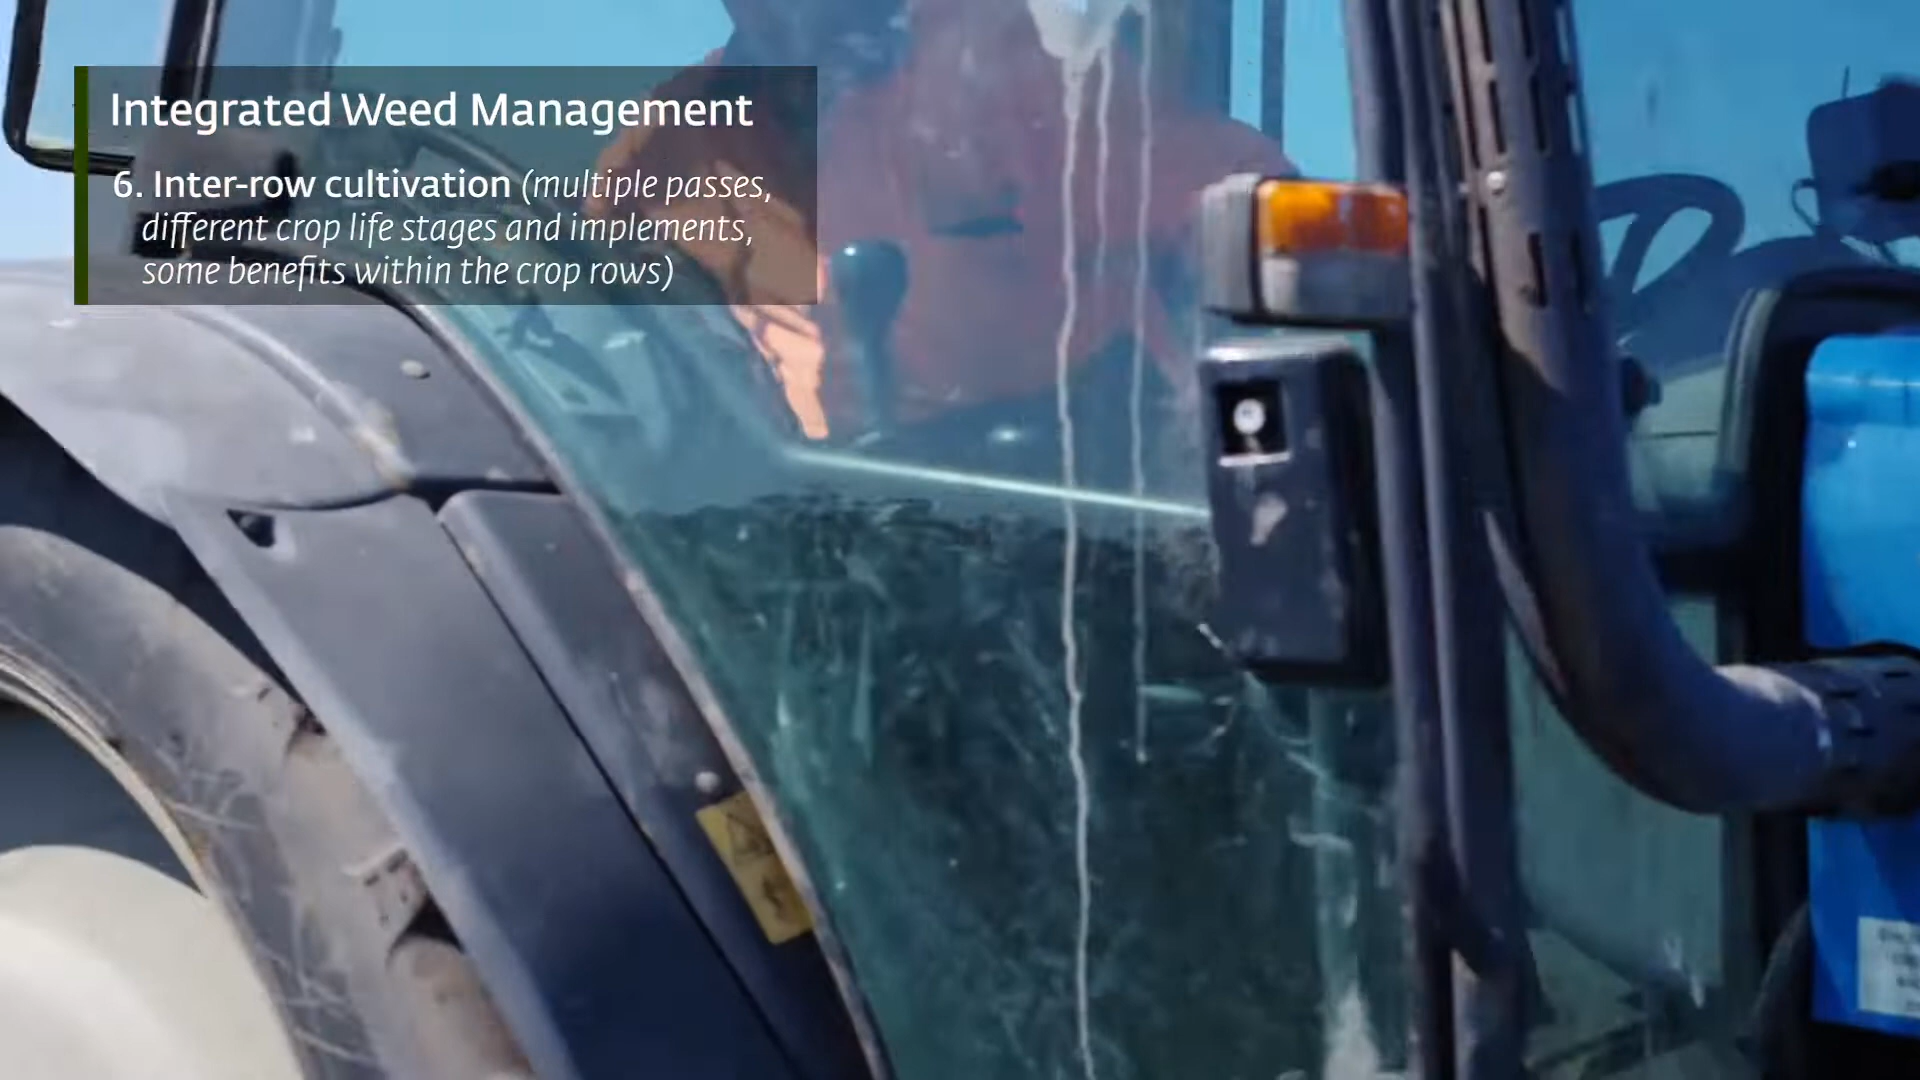 Integrated Weed Management
6. Inter-row cultivation (multiple passes,
different crop life stages and implements,
some benefits within the crop rows)